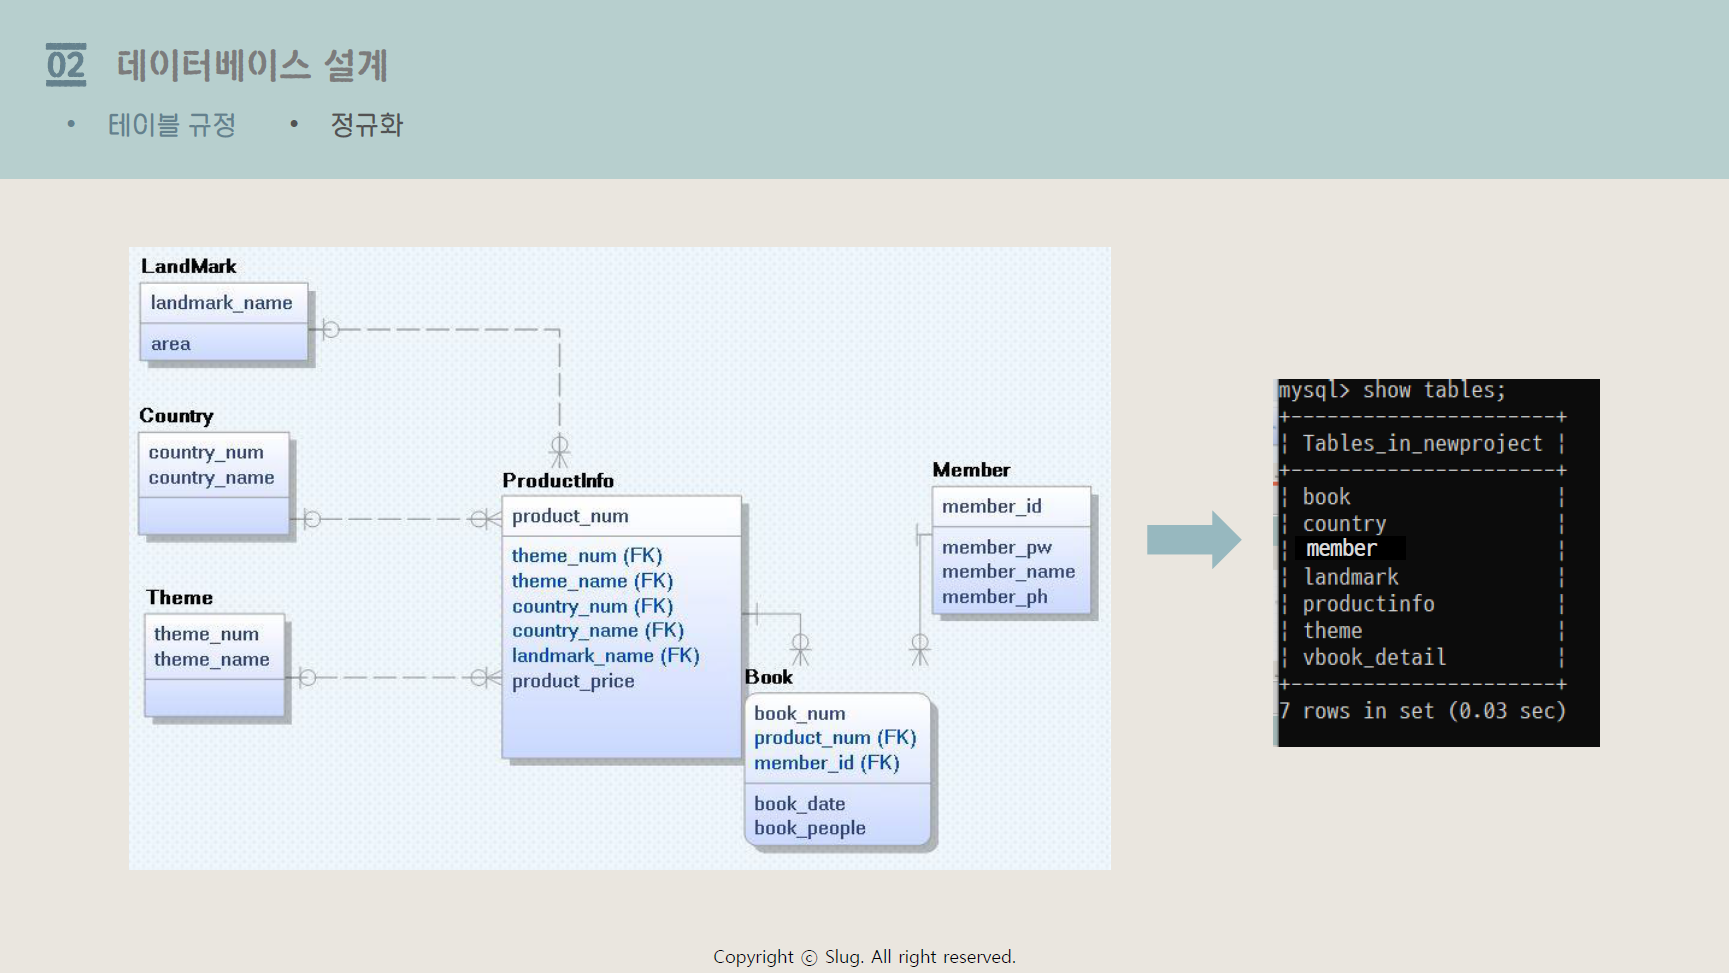 02 데이터베이스 설계
• 테이블 규정 • 정규화
LandMark
landmark_name
area
Country
country_num
country_name
Theme
theme_num
theme_name
ProductInfo
product_num
theme_num (FK)
theme_name (FK)
country_num (FK)
country_name (FK)
landmark_name (FK)
product_price
Member
member_id
member_pw
member_name
member_ph
Book
book_num
product_num (FK)
member_id (FK)
book_date
book_people
mysql> show tables;
+----------------------+
| Tables_in_newproject |
+----------------------+
| book |
| country |
| member |
| landmark |
| productinfo |
| theme |
| vbook_detail |
+----------------------+
7 rows in set (0.03 sec)
Copyright ⓒ Slug. All right reserved.